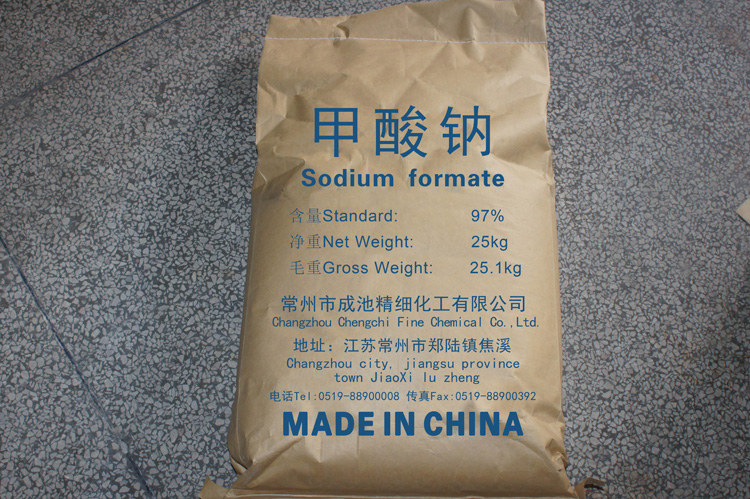 甲酸钠
Sodium formate
含量Standard: 97%
净重Net Weight: 25kg
毛重Gross Weight: 25.1kg
常州市成池精细化工有限公司
Changzhou Chengchi Fine Chemical Co.,Ltd.
地址：江苏常州市郑陆镇焦溪
Changzhou city, jiangsu province
town JiaoXi lu zheng
电话Tel:0519-88900008 传真Fax:0519-88900392
MADE IN CHINA